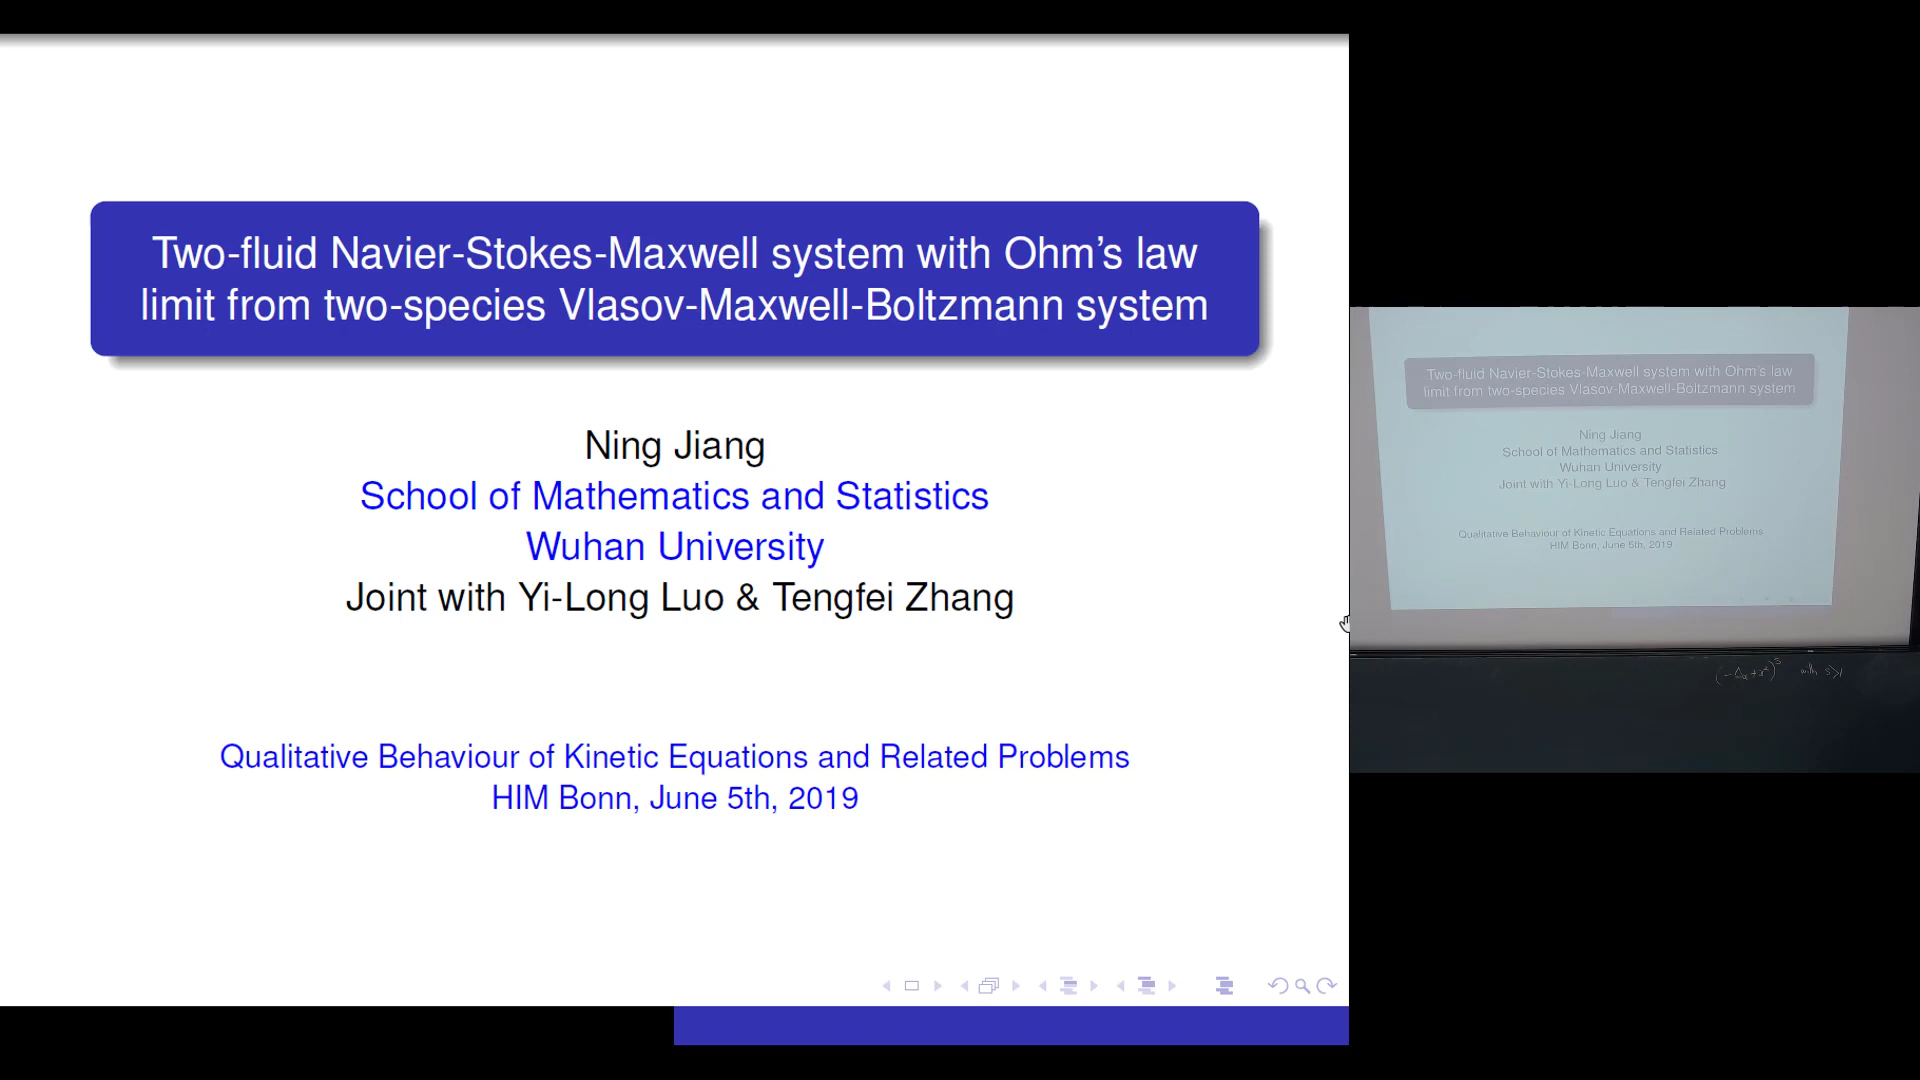 Two-fluid Navier-Stokes-Maxwell system with Ohm's law
limit from two-species Vlasov-Maxwell-Boltzmann system
Ning Jiang
School of Mathematics and Statistics
Wuhan University
Joint with Yi-Long Luo & Tengfei Zhang
Qualitative Behaviour of Kinetic Equations and Related Problems
HIM Bonn, June 5th, 2019
Two-fluid Navier-Stokes-Maxwell system with Ohm's law
limit from two-species Vlasov-Maxwell-Boltzmann system
Ning Jiang
School of Mathematics and Statistics
Wuhan University
Joint with Yi-Long Luo & Tengfei Zhang
Qualitative Behaviour of Kinetic Equations and Related Problems
HIM Bonn, June 5th, 2019
with s>1